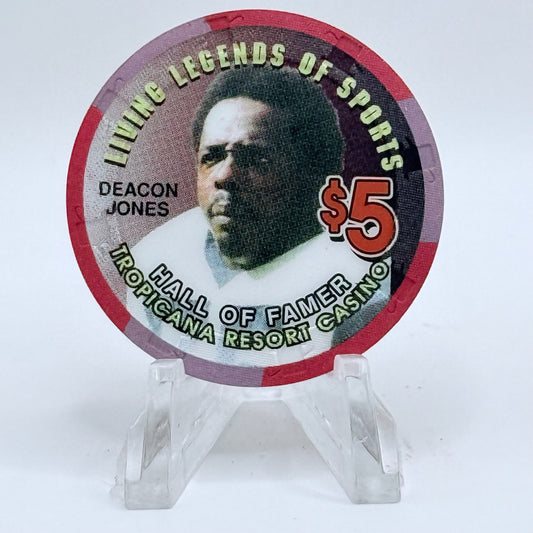 LIVING LEGENDS OF SPORTS
DEACON
JONES
$5
HALL OF FAMER
TROPICANA RESORT CASINO